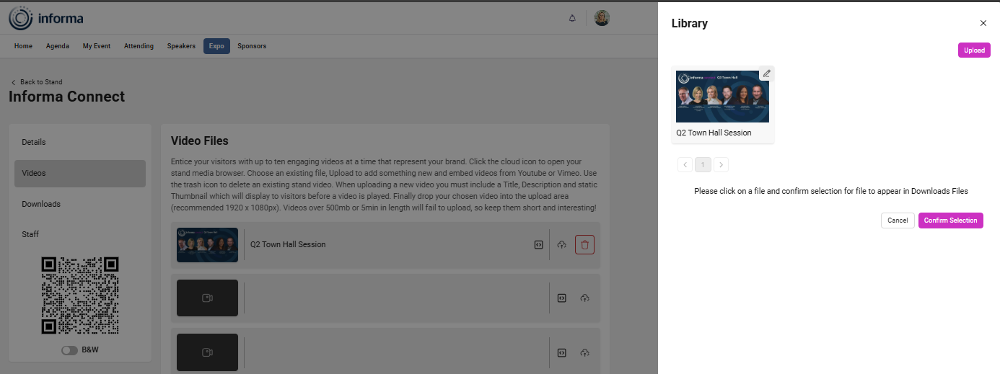 informa
Home Agenda My Event Attending Speakers Expo Sponsors
Back to Stand
Informa Connect
Details
Videos
Downloads
Staff
B&W
Video Files
Entice your visitors with up to ten engaging videos at a time that represent your brand. Click the cloud icon to open your
stand media browser. Choose an existing file, Upload to add something new and embed videos from Youtube or Vimeo. Use
the trash icon to delete an existing stand video. When uploading a new video you must include a Title, Description and static
Thumbnail which will display to visitors before a video is played. Finally drop your chosen video into the upload area
(recommended 1920 x 1080px). Videos over 500mb or 5min in length will fail to upload, so keep them short and interesting!
Q2 Town Hall Session
Library
Upload
informa Town Hall
Q2 Town Hall Session
1
Please click on a file and confirm selection for file to appear in Downloads Files
Cancel Confirm Selection